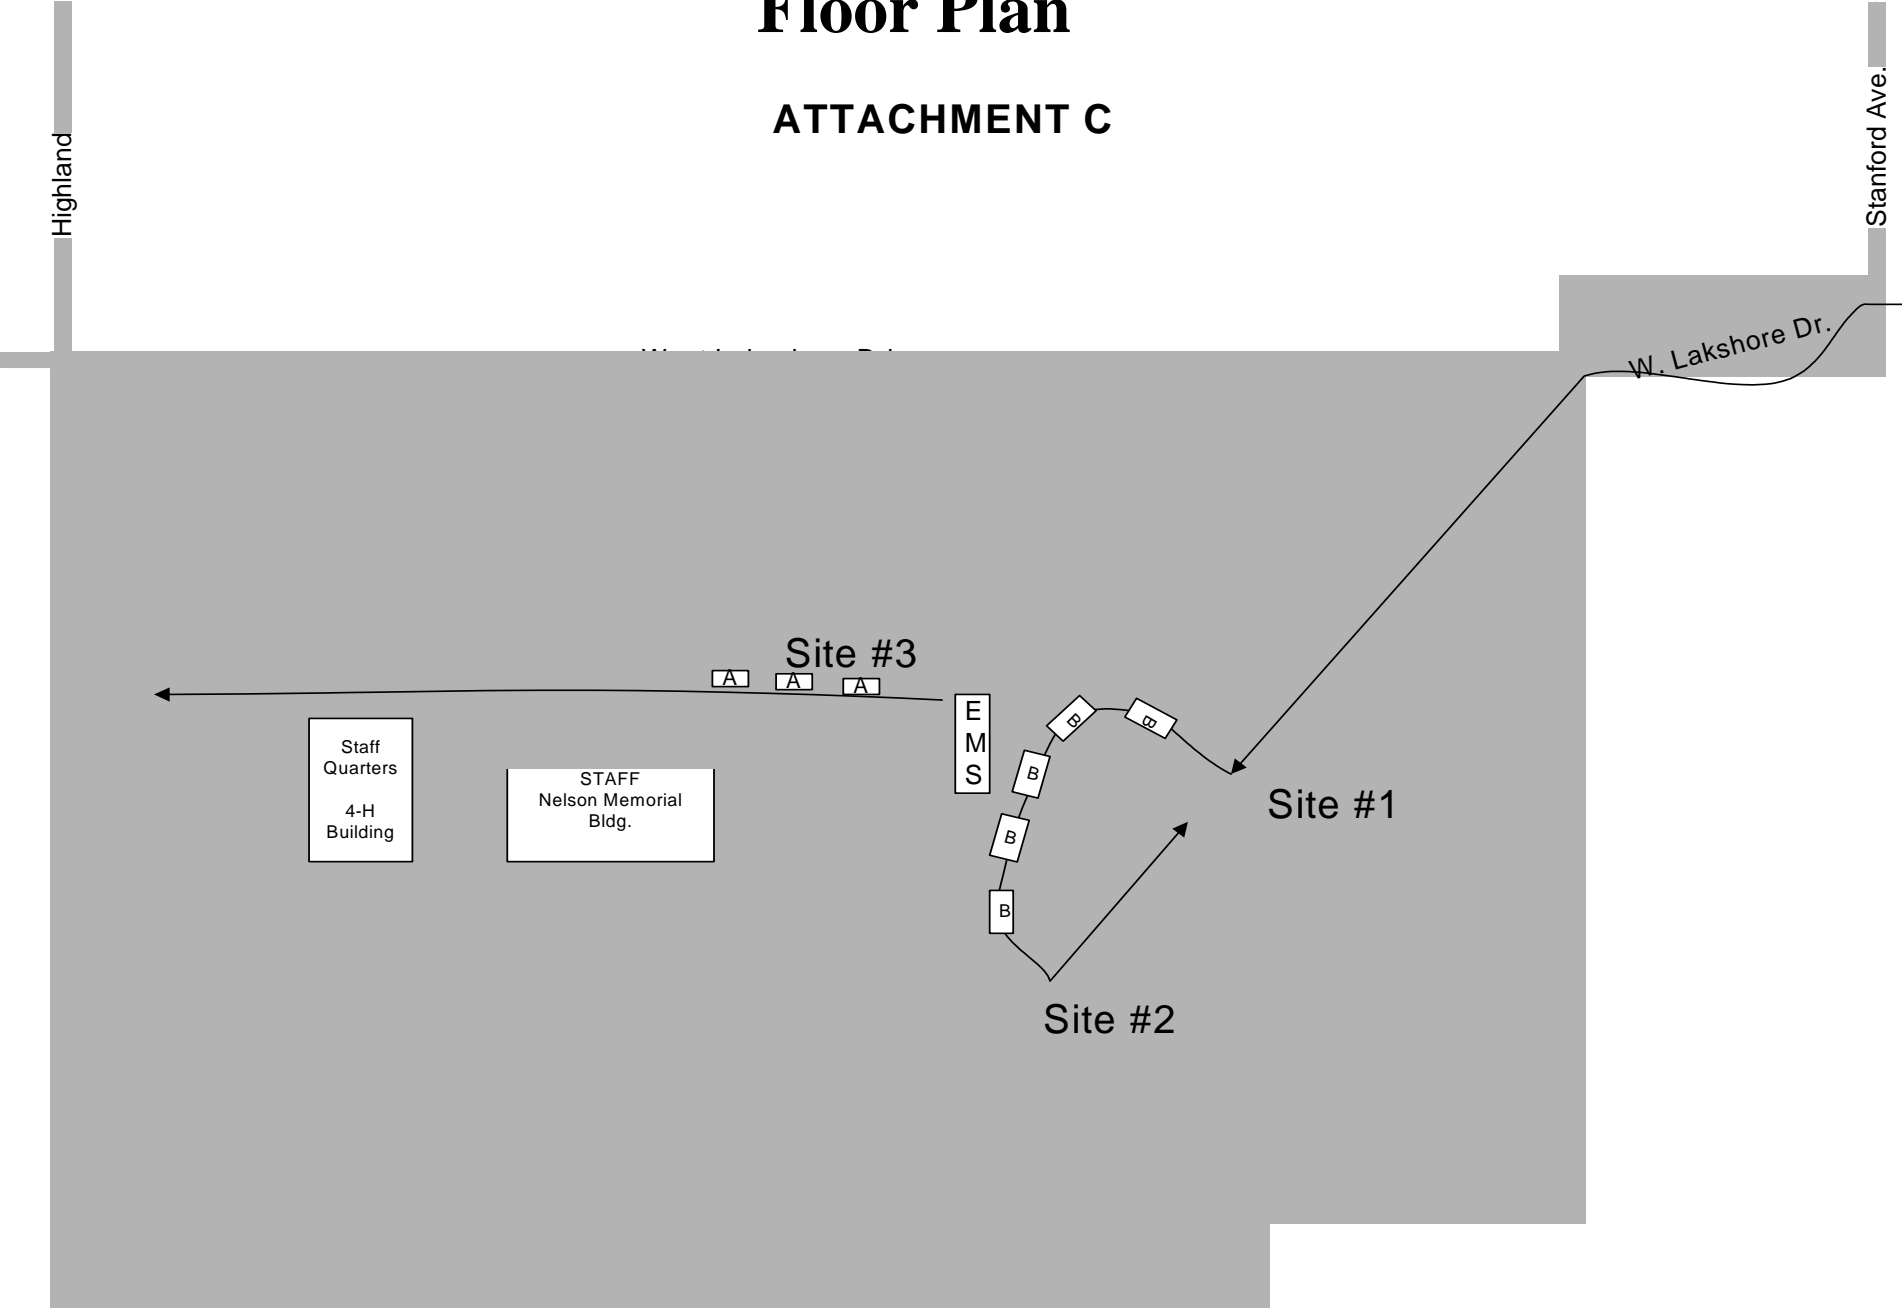 Floor Plan
ATTACHMENT C
Highland
Stanford Ave.
W. Lakshore Dr.
Site #3
A
A
A
E
M
S
B
B
B
B
B
Site #1
Site #2
Staff
Quarters
4-H
Building
STAFF
Nelson Memorial
Bldg.